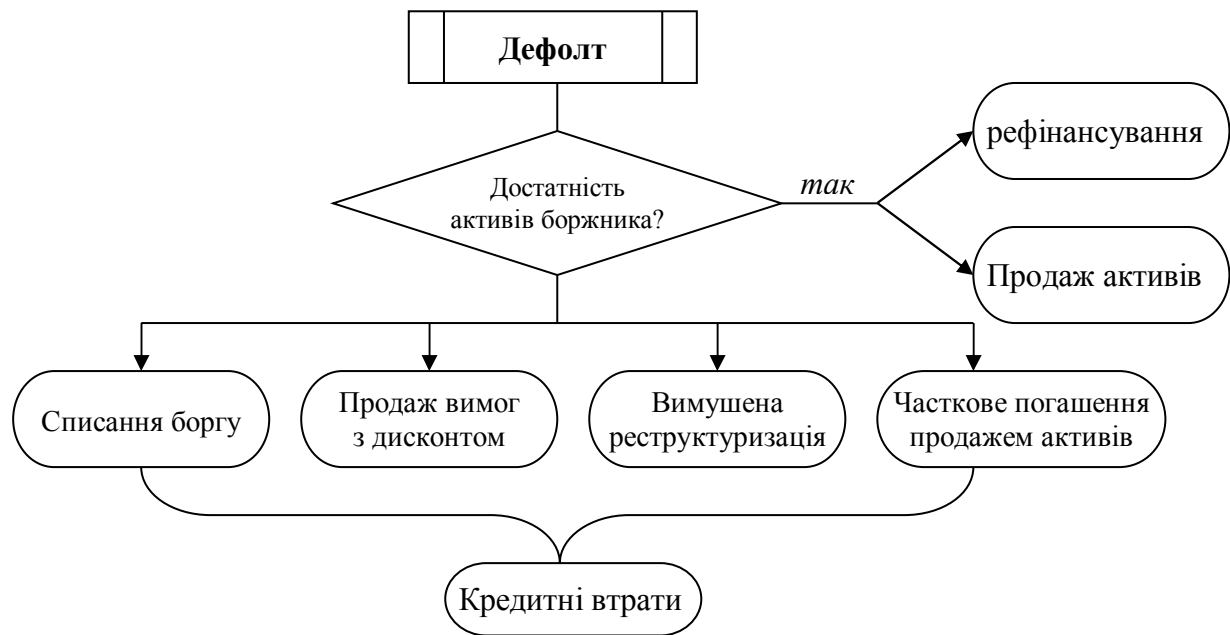 Дефолт
рефінансування
Достатність
активів боржника?
так
Продаж активів
Списання боргу
Продаж вимог
з дисконтом
Вимушена
реструктуризація
Часткове погашення
продажем активів
Кредитні втрати